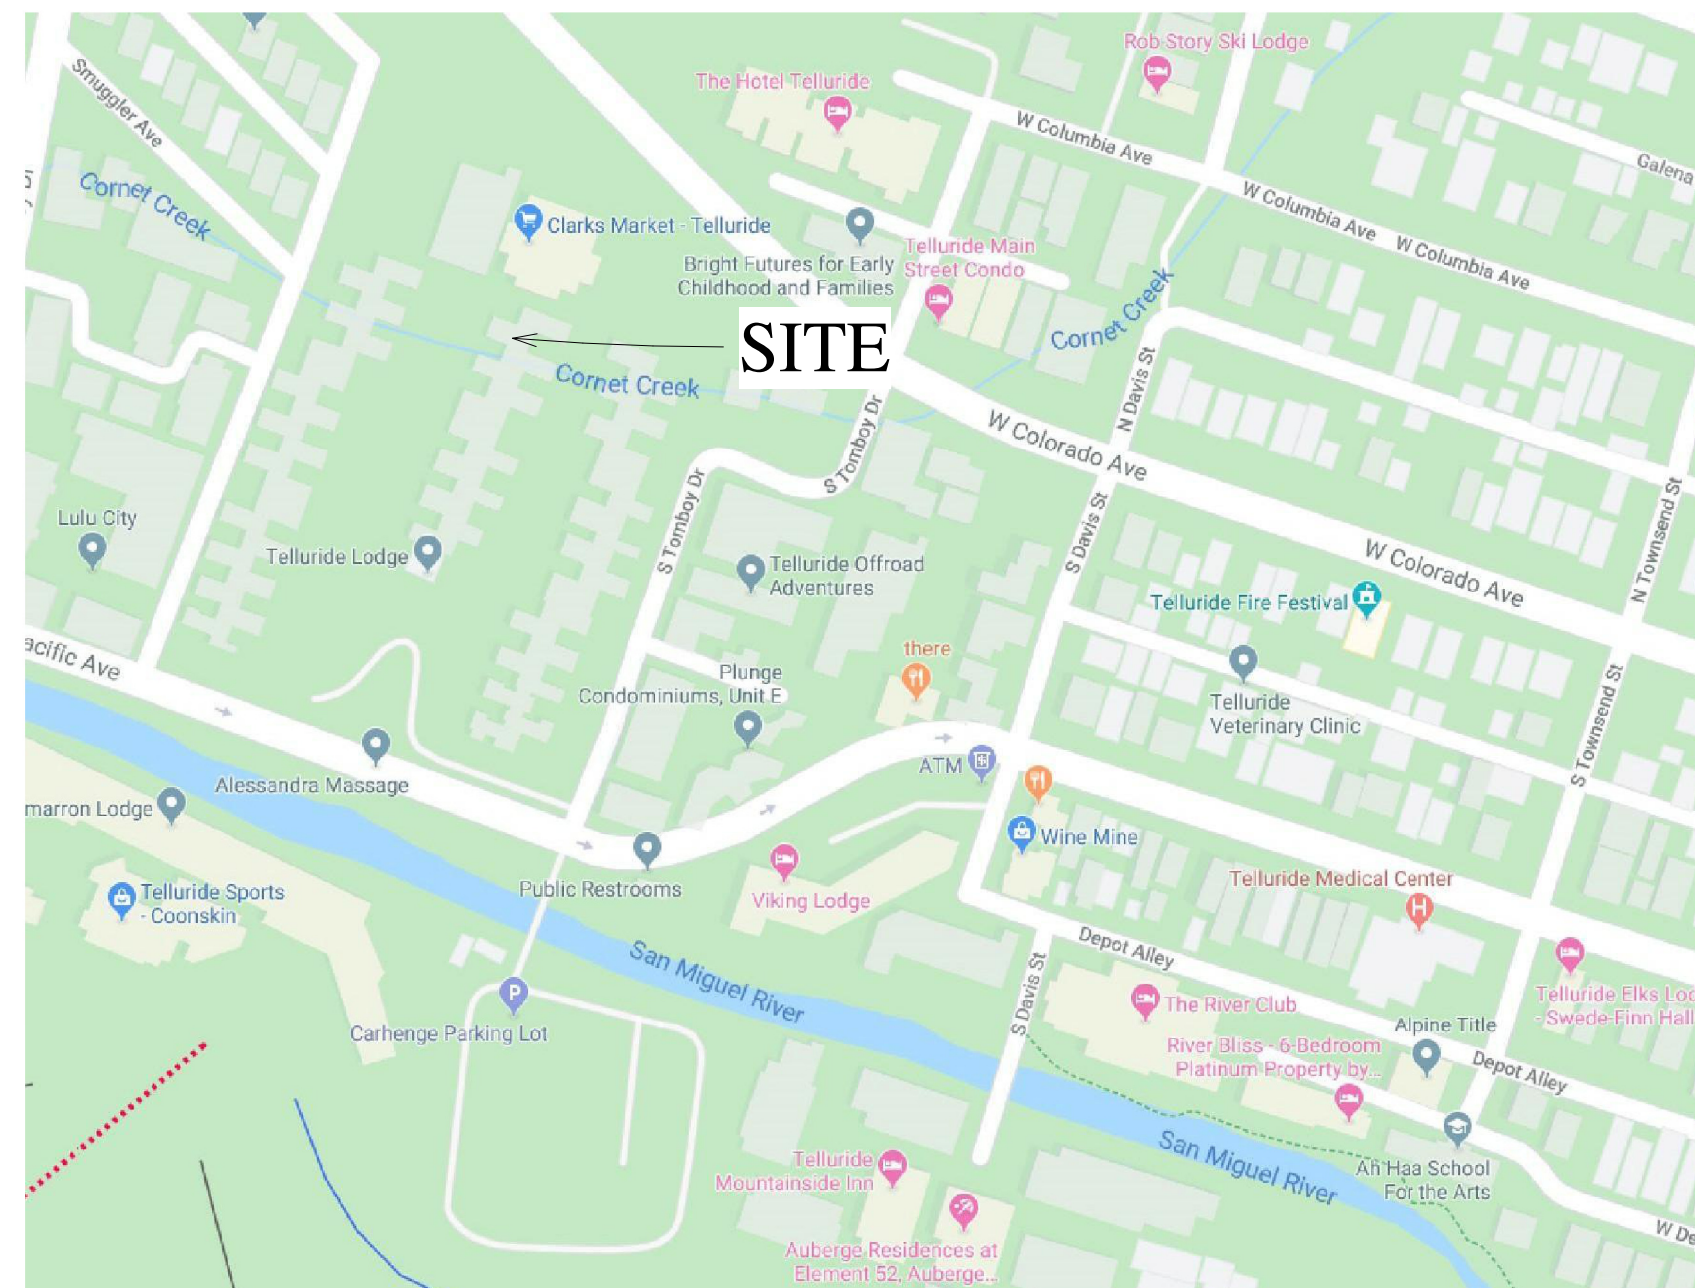 Rob Story Ski Lodge
The Hotel Telluride
Smuggler Ave
W Columbia Ave
Galena
Cornet Creek
W Columbia Ave
W Columbia Ave
Clarks Market - Telluride
Bright Futures for Early
Childhood and Families
Telluride Main
Street Condo
Cornet Creek
SITE
Cornet Creek
N Davis St
W Colorado Ave
S Tomboy Dr
S Tomboy Dr
Lulu City
Telluride Lodge
Telluride Offroad
Adventures
S Davis St
W Colorado Ave
N Townsend St
Telluride Fire Festival
there
acific Ave
Plunge
Condominiums, Unit E
Telluride
Veterinary Clinic
S Townsend St
ATM
Alessandra Massage
marron Lodge
Wine Mine
Telluride Sports
- Coonskin
Public Restrooms
Viking Lodge
Telluride Medical Center
H
Depot Alley
San Miguel River
S Davis St
P
Carhenge Parking Lot
The River Club
Telluride Elks Loc
- Swede-Finn Hall
Alpine Title
River Bliss - 6-Bedroom
Platinum Property by...
Depot Alley
San Miguel River
Telluride
Mountainside Inn
Ah Haa School
For the Arts
W De
Auberge Residences at
Element 52, Auberge...